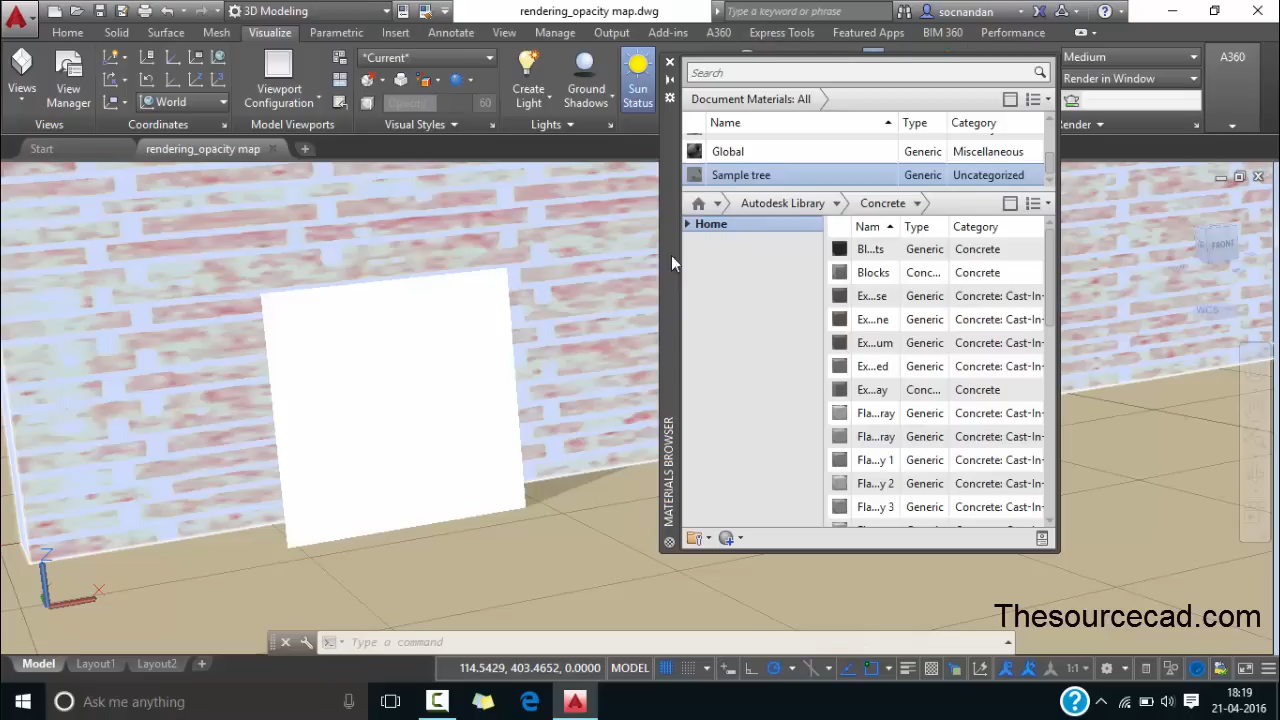 3D Modeling
rendering_opacity map.dwg
Type a keyword or phrase
socnandan
Home Solid Surface Mesh Visualize Parametric Insert Annotate View Manage Output Add-ins A360 Express Tools Featured Apps BIM 360 Performance
Views
View Manager
World
Viewport Configuration
*Current*
Opacity 60
Create Light
Ground Shadows
Sun Status
Medium
Render in Window
A360
Views Coordinates Model Viewports Visual Styles Lights Render
Start
rendering_opacity map
Search
Document Materials: All
Name Type Category
Global Generic Miscellaneous
Sample tree Generic Uncategorized
Autodesk Library Concrete
Home
Nam Type Category
Bl...ts Generic Concrete
Blocks Conc... Concrete
Ex...se Generic Concrete: Cast-In-
Ex...ne Generic Concrete: Cast-In-
Ex...um Generic Concrete: Cast-In-
Ex...ed Generic Concrete: Cast-In-
Ex...ay Conc... Concrete
Fla...ray Generic Concrete: Cast-In-
Fla...ray Generic Concrete: Cast-In-
Fla...y 1 Generic Concrete: Cast-In-
Fla...y 2 Generic Concrete: Cast-In-
Fla...y 3 Generic Concrete: Cast-In-
MATERIALS BROWSER
FRONT
WCS
Z
X
Thesourcecad.com
Type a command
Model Layout1 Layout2
114.5429, 403.4652, 0.0000 MODEL
1:1
Ask me anything
18:19
21-04-2016